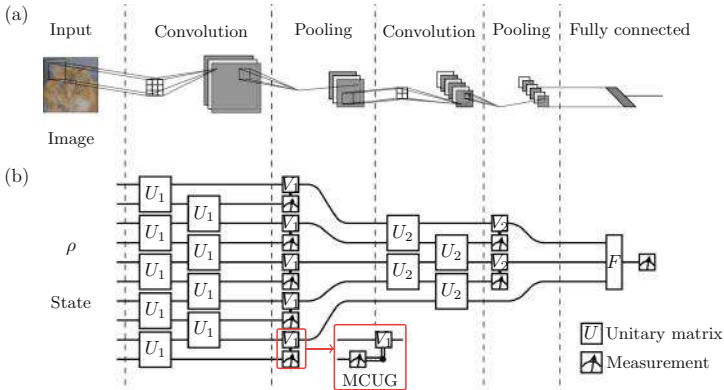 (a)
Input Convolution Pooling Convolution Pooling Fully connected
Image
(b)
V₁
U₁
U₁
V₁ V₂
U₁ U₂
ρ U₁ U₂
V₁ V₂ F
U₁ U₂
U₁ U₂
State V₁
U₁
U₁
U Unitary matrix
V₁ V₁
U₁
Measurement
MCUG